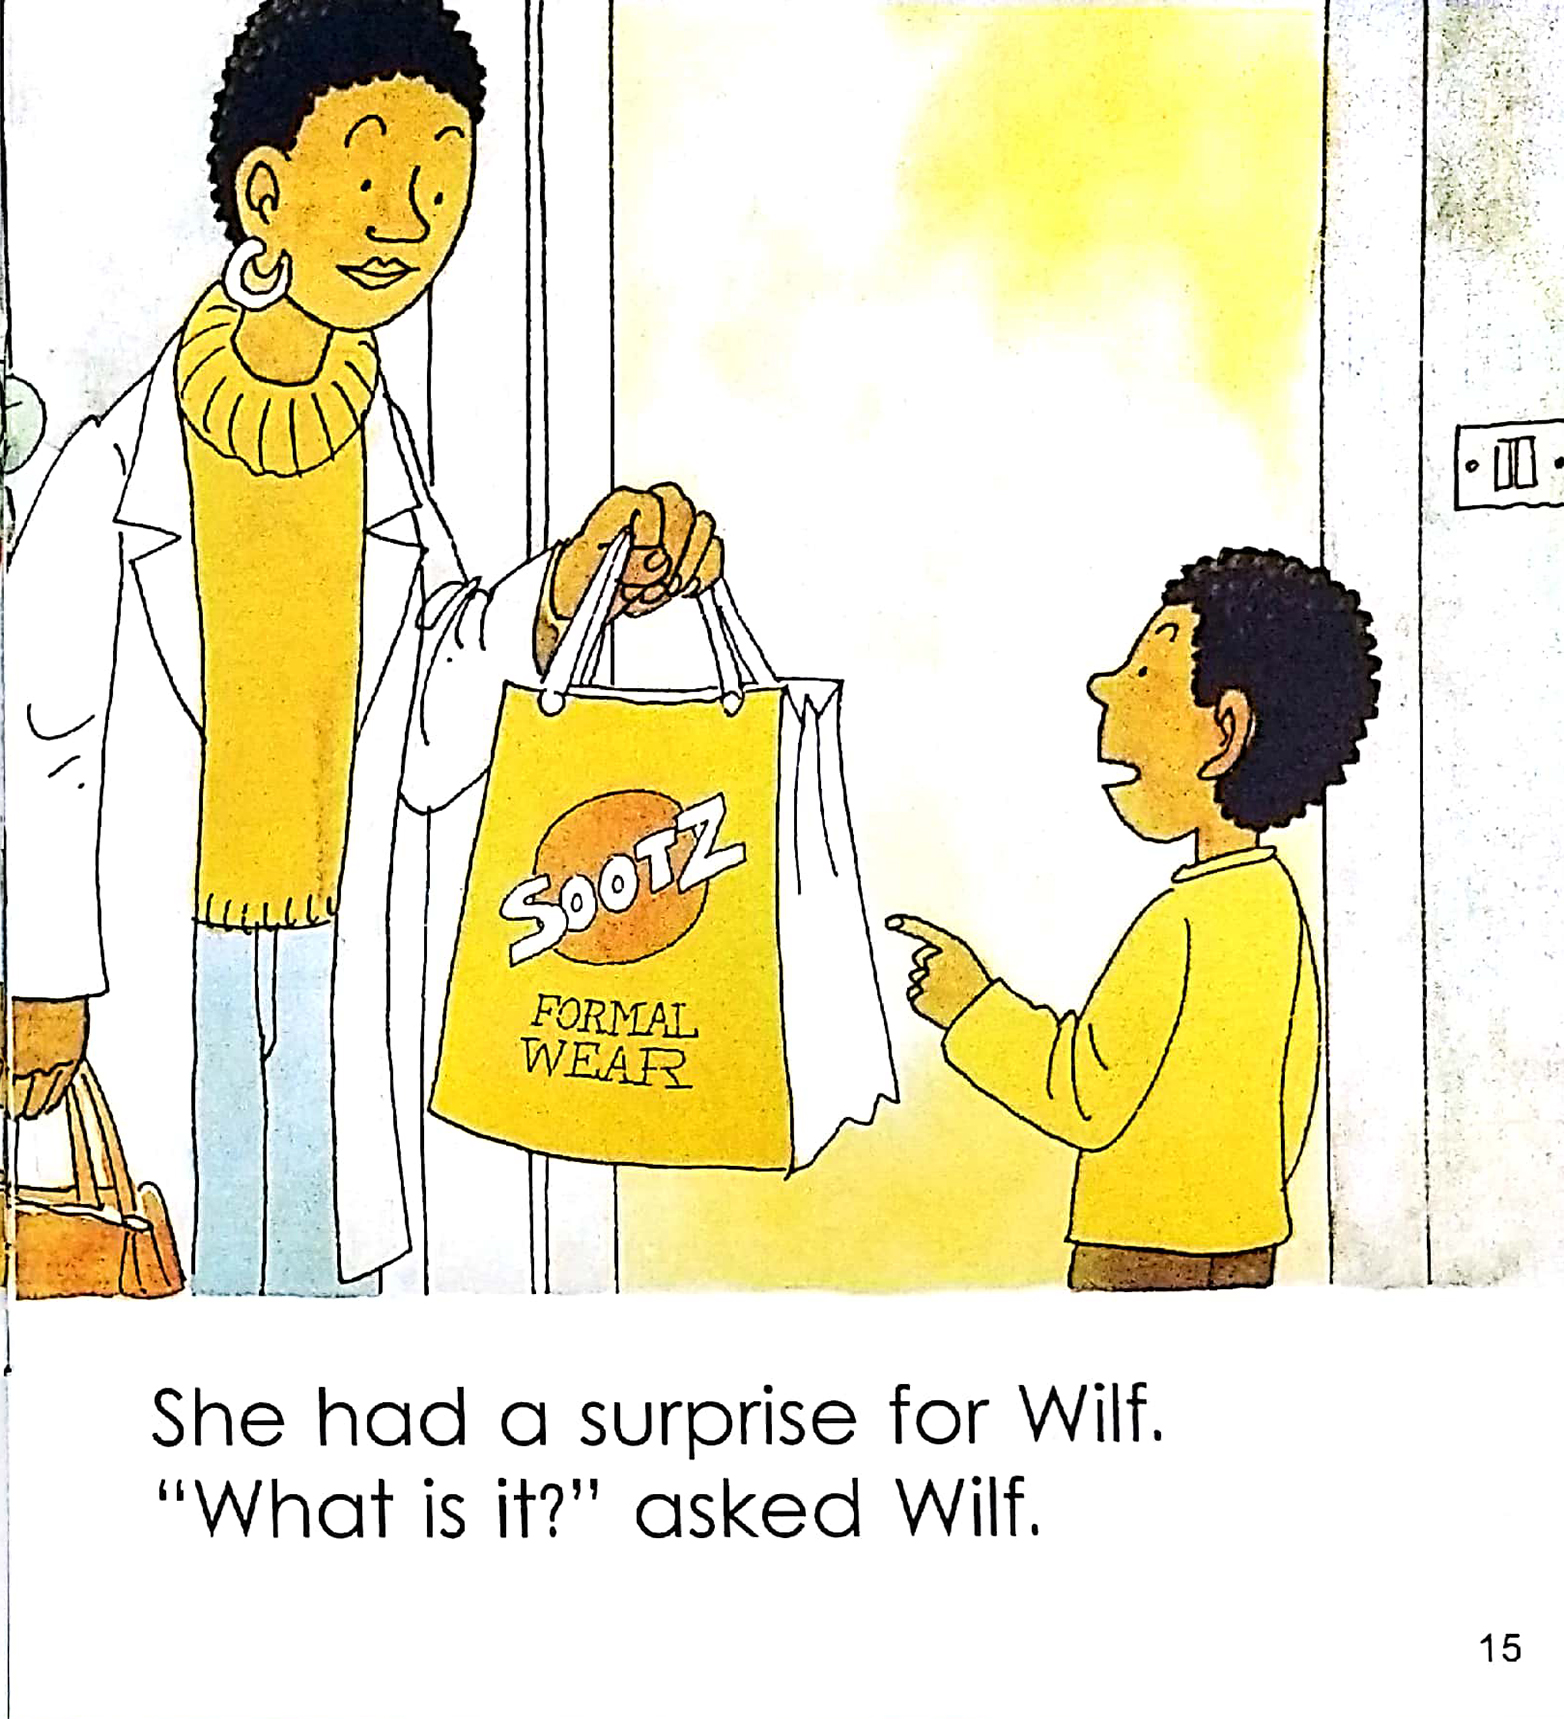 SOOTZ
FORMAL
WEAR
She had a surprise for Wilf.
“What is it?” asked Wilf.
15